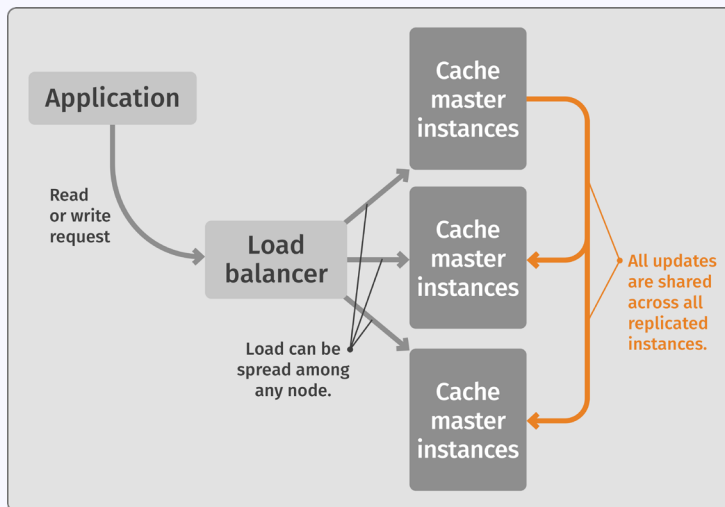 Application
Read
or write
request
Load
balancer
Load can be
spread among
any node.
Cache
master
instances
Cache
master
instances
Cache
master
instances
All updates
are shared
across all
replicated
instances.